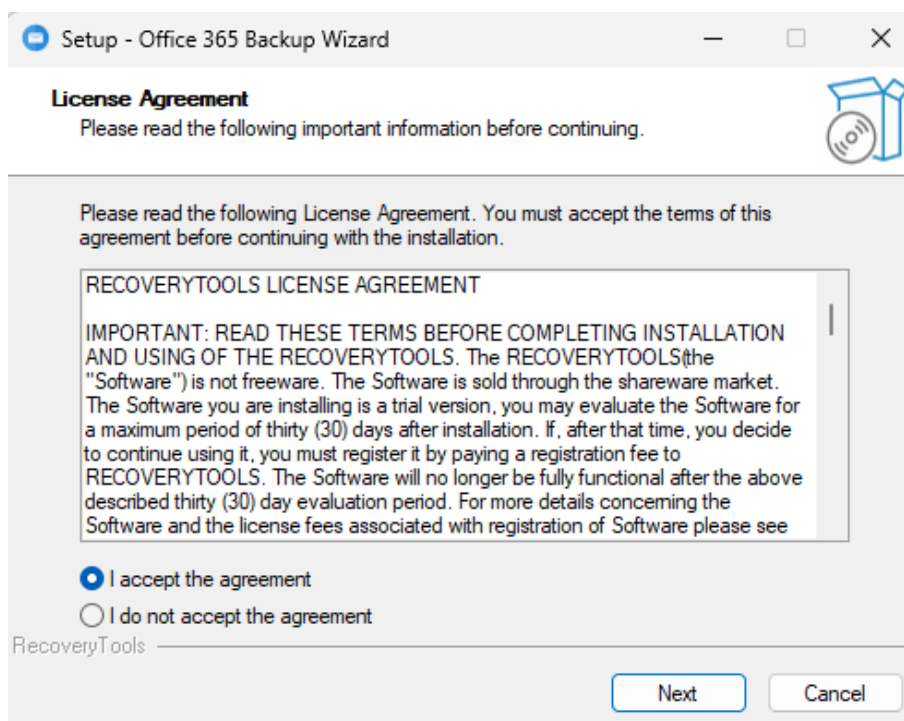 Setup - Office 365 Backup Wizard
License Agreement
Please read the following important information before continuing.
Please read the following License Agreement. You must accept the terms of this
agreement before continuing with the installation.
RECOVERYTOOLS LICENSE AGREEMENT
IMPORTANT: READ THESE TERMS BEFORE COMPLETING INSTALLATION
AND USING OF THE RECOVERYTOOLS. The RECOVERYTOOLS(the
"Software") is not freeware. The Software is sold through the shareware market.
The Software you are installing is a trial version, you may evaluate the Software for
a maximum period of thirty (30) days after installation. If, after that time, you decide
to continue using it, you must register it by paying a registration fee to
RECOVERYTOOLS. The Software will no longer be fully functional after the above
described thirty (30) day evaluation period. For more details concerning the
Software and the license fees associated with registration of Software please see
I accept the agreement
I do not accept the agreement
RecoveryTools
Next
Cancel